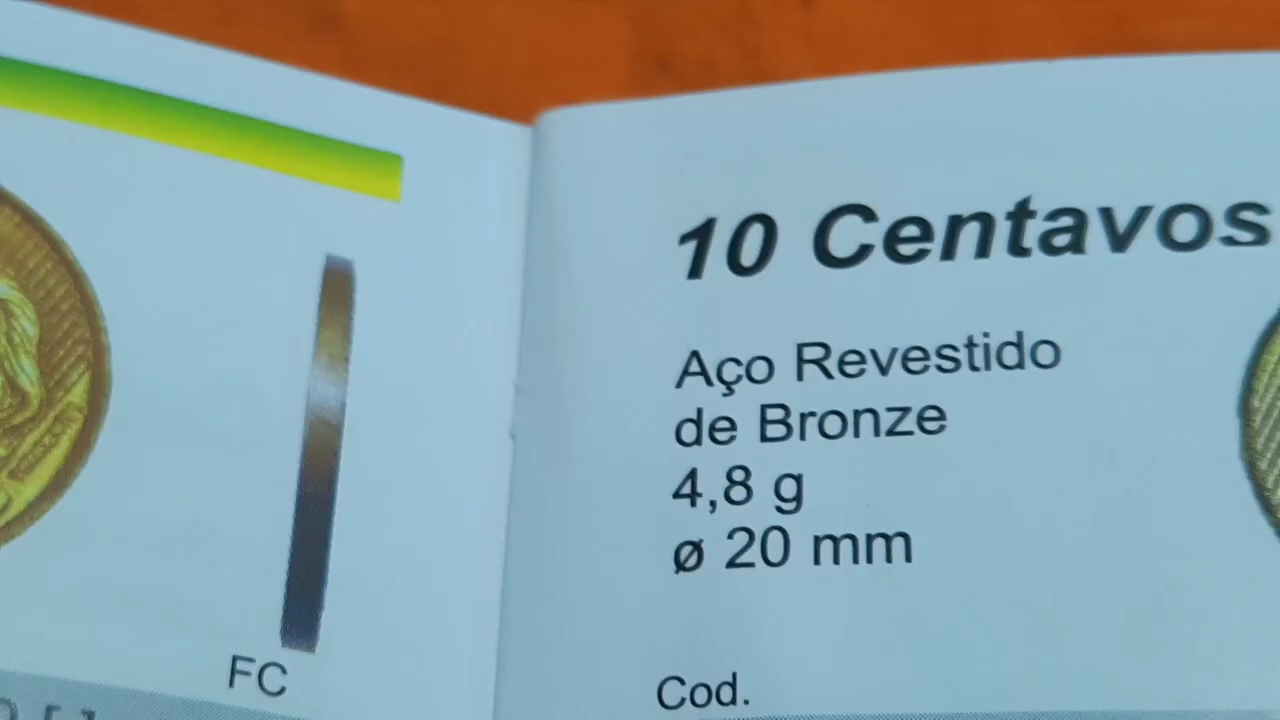 FC
10 Centavos
Aço Revestido
de Bronze
4,8 g
ø 20 mm
Cod.